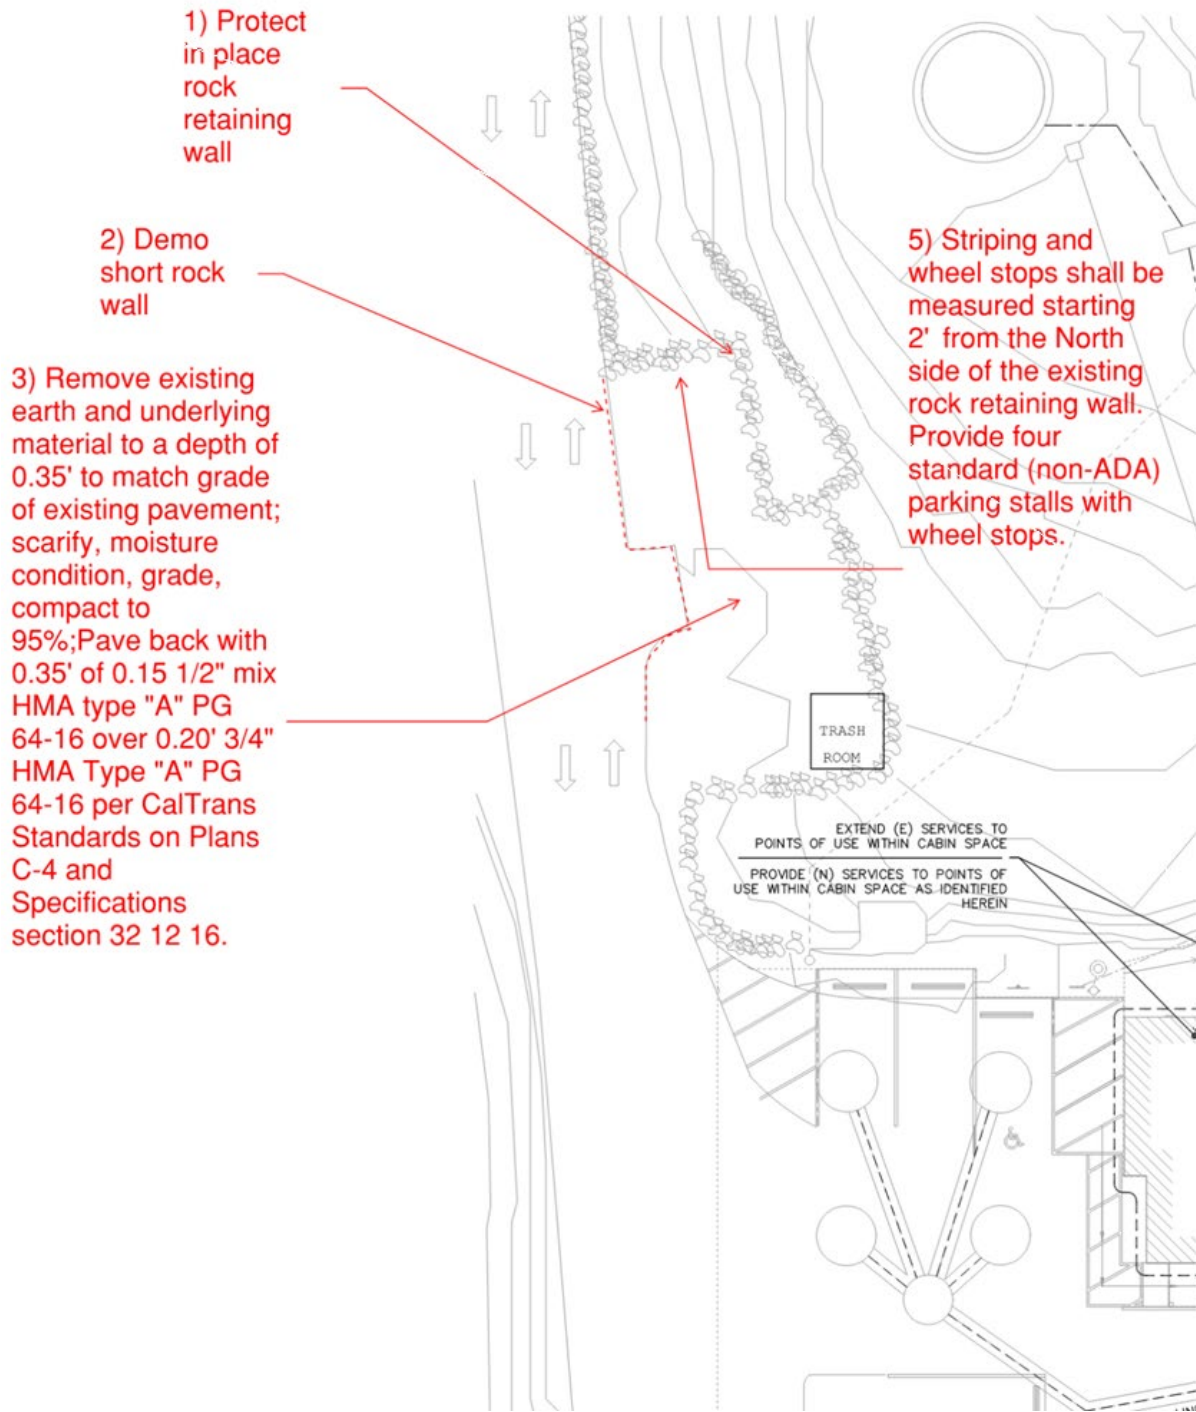 1) Protect
in place
rock
retaining
wall
2) Demo
short rock
wall
3) Remove existing
earth and underlying
material to a depth of
0.35' to match grade
of existing pavement;
scarify, moisture
condition, grade,
compact to
95%;Pave back with
0.35' of 0.15 1/2" mix
HMA type "A" PG
64-16 over 0.20' 3/4"
HMA Type "A" PG
64-16 per CalTrans
Standards on Plans
C-4 and
Specifications
section 32 12 16.
5) Striping and
wheel stops shall be
measured starting
2' from the North
side of the existing
rock retaining wall.
Provide four
standard (non-ADA)
parking stalls with
wheel stops.
TRASH
ROOM
EXTEND (E) SERVICES TO
POINTS OF USE WITHIN CABIN SPACE
PROVIDE (N) SERVICES TO POINTS OF
USE WITHIN CABIN SPACE AS IDENTIFIED
HEREIN